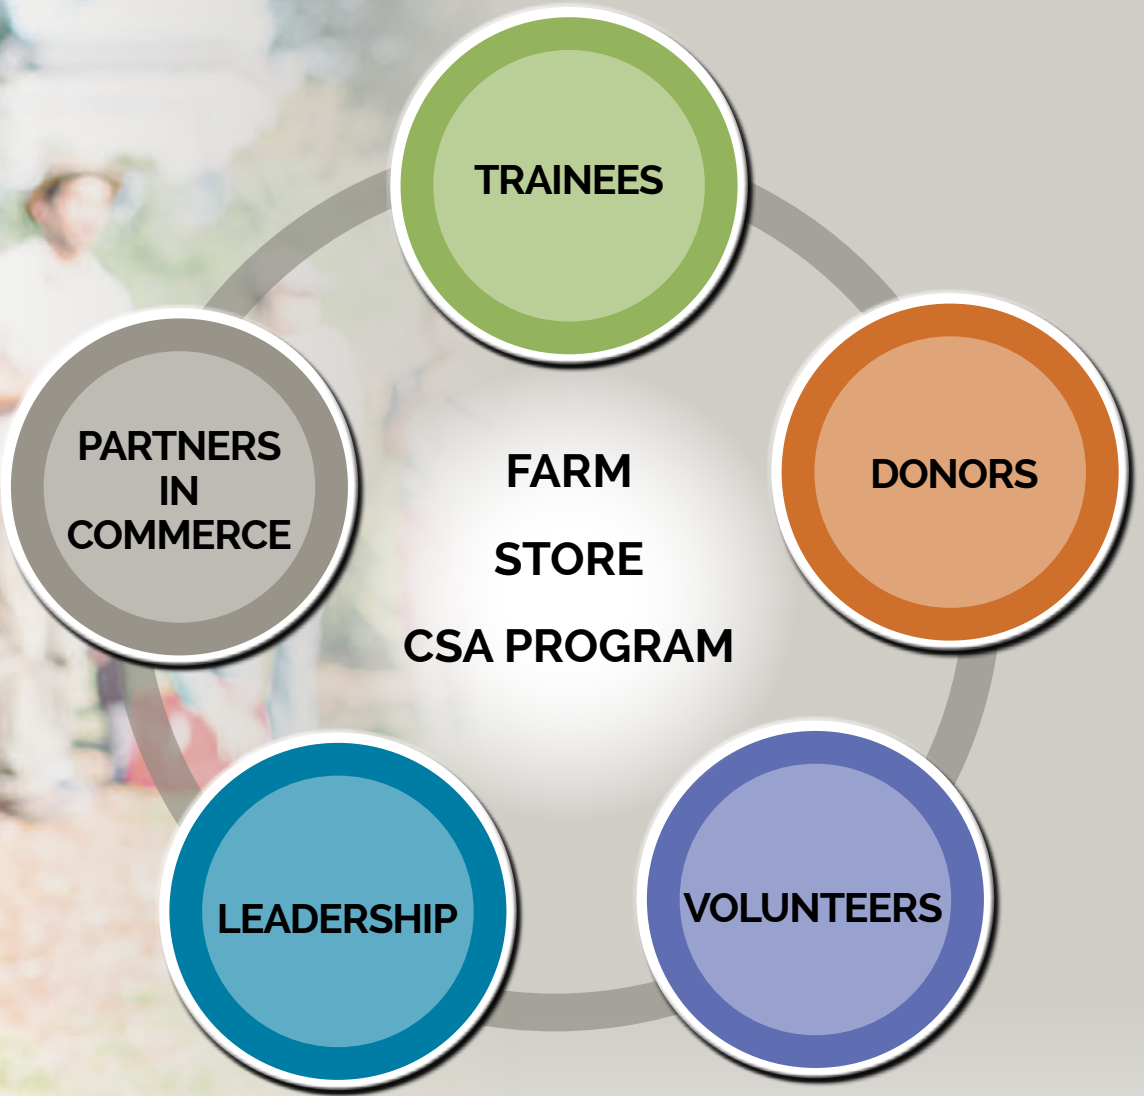 TRAINEES
DONORS
VOLUNTEERS
LEADERSHIP
PARTNERS
IN
COMMERCE
FARM
STORE
CSA PROGRAM